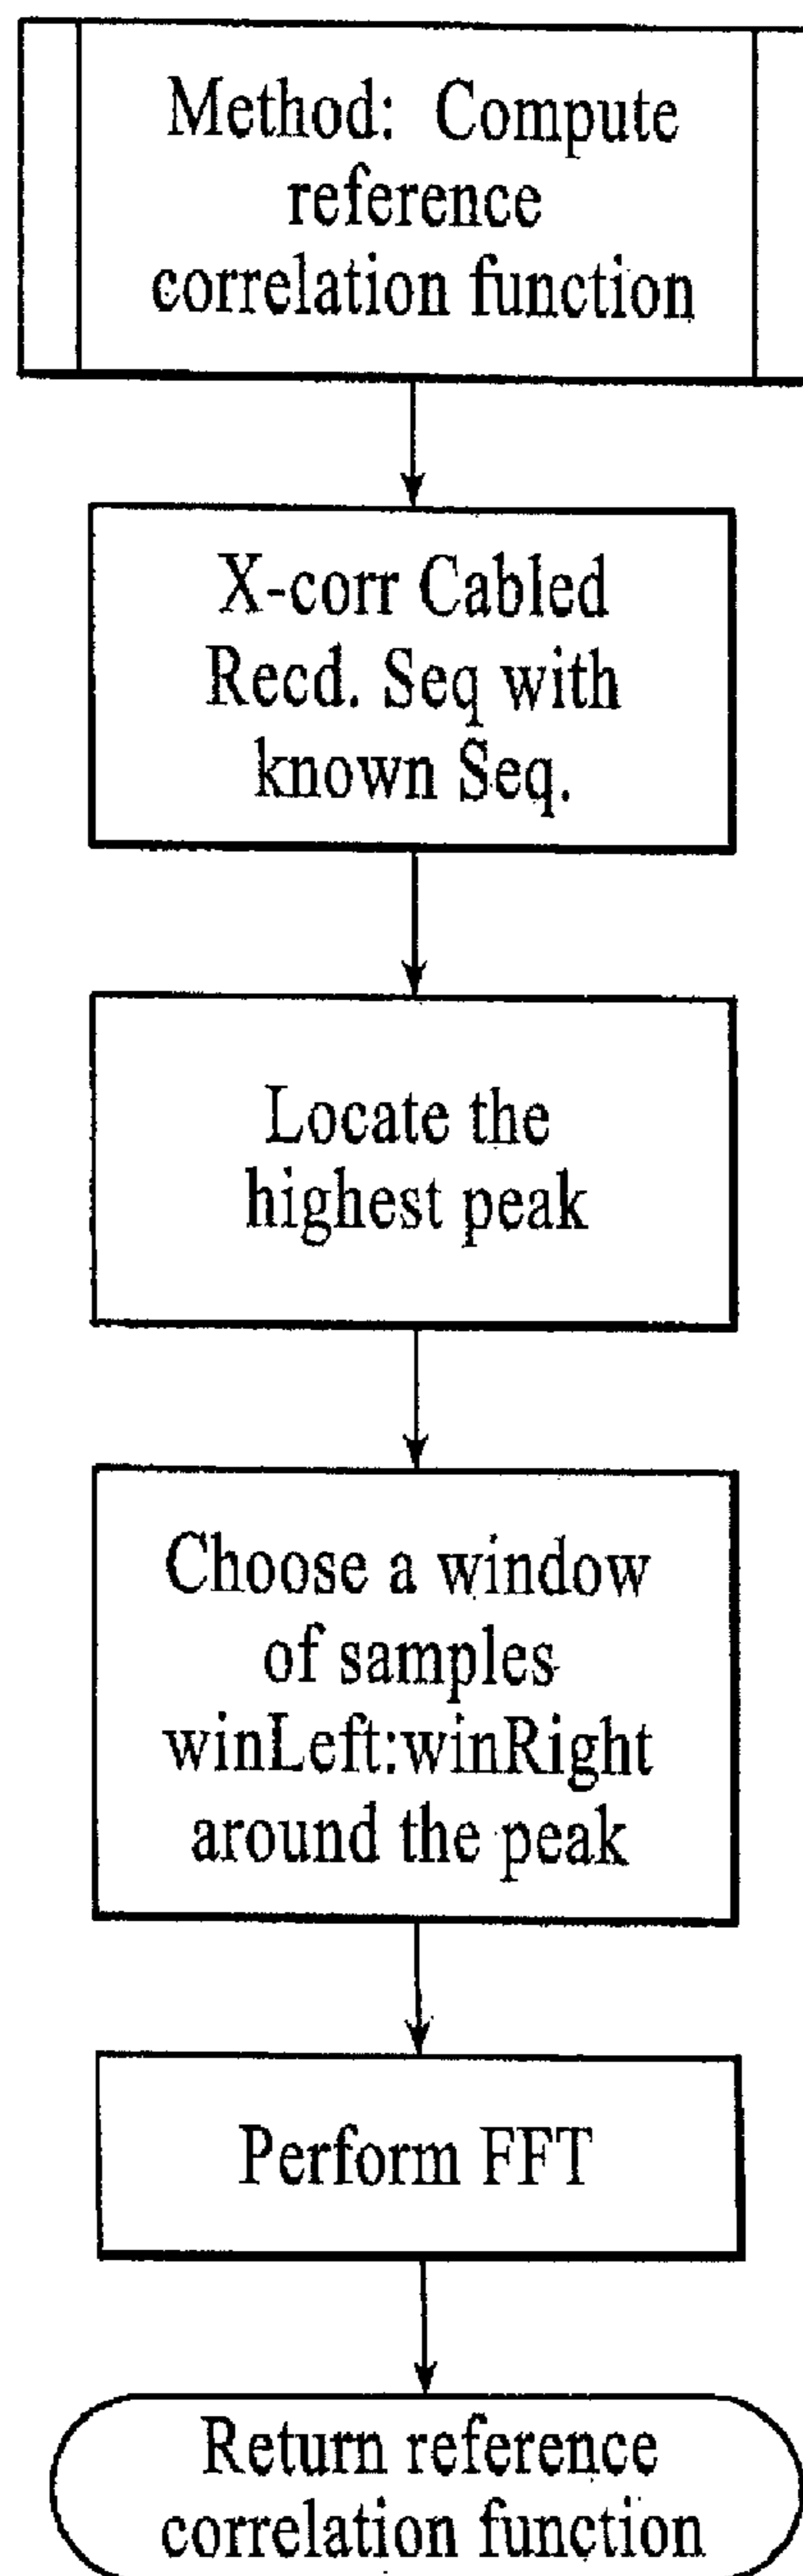 Method: Compute
reference
correlation function
X-corr Cabled
Recd. Seq with
known Seq.
Locate the
highest peak
Choose a window
of samples
winLeft:winRight
around the peak
Perform FFT
Return reference
correlation function